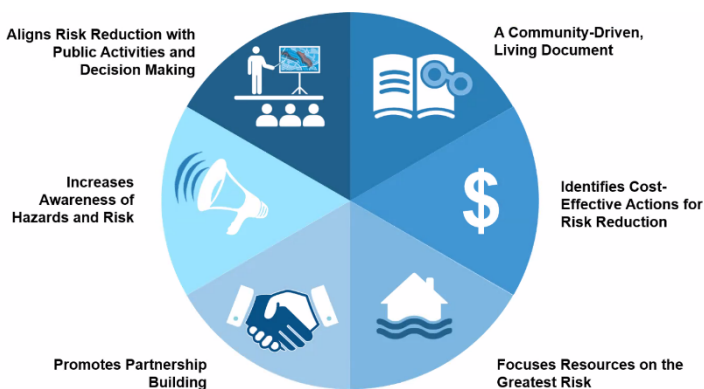 Aligns Risk Reduction with
Public Activities and
Decision Making
A Community-Driven,
Living Document
Increases
Awareness of
Hazards and Risk
$
Identifies Cost-
Effective Actions for
Risk Reduction
Promotes Partnership
Building
Focuses Resources on the
Greatest Risk